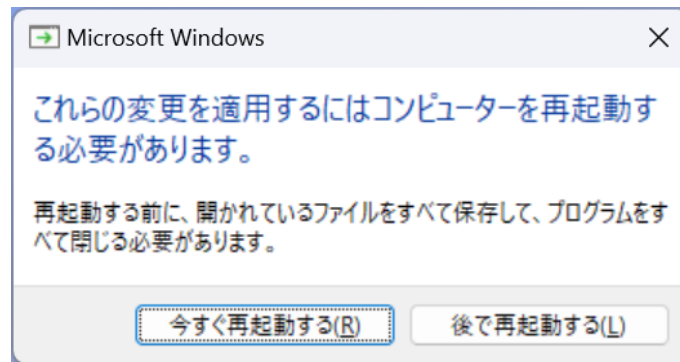 Microsoft Windows
これらの変更を適用するにはコンピューターを再起動す
る必要があります。
再起動する前に、開かれているファイルをすべて保存して、プログラムをす
べて閉じる必要があります。
今すぐ再起動する(R)
後で再起動する(L)